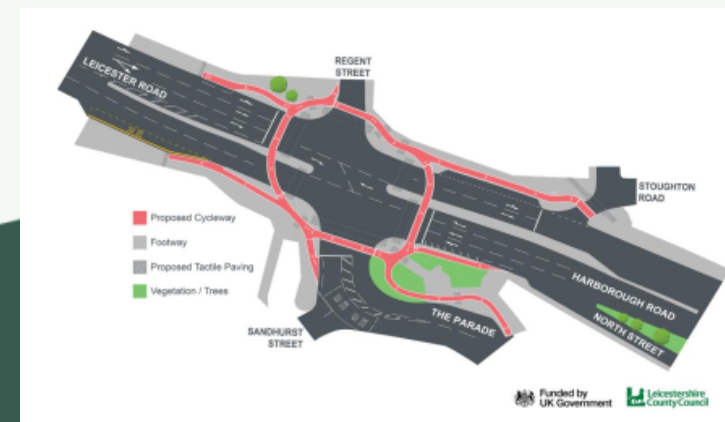 REGENT
STREET
LEICESTER ROAD
STOUGHTON
ROAD
Proposed Cycleway
Footway
Proposed Tactile Paving
Vegetation / Trees
HARBOROUGH ROAD
THE PARADE
NORTH STREET
SANDHURST
STREET
Funded by
UK Government
Leicestershire
County Council